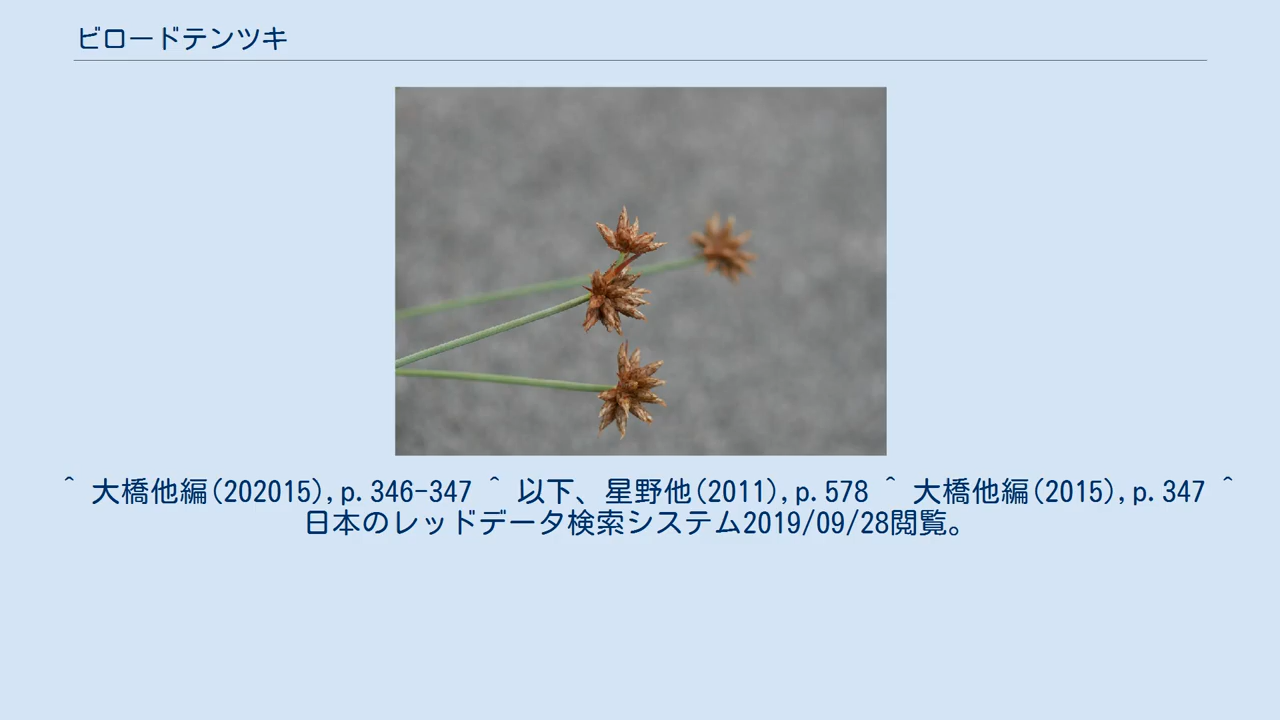 ビロードテンツキ
^ 大橋他編(202015),p.346-347 ^ 以下、星野他(2011),p.578 ^ 大橋他編(2015),p.347 ^
日本のレッドデータ検索システム2019/09/28閲覧。